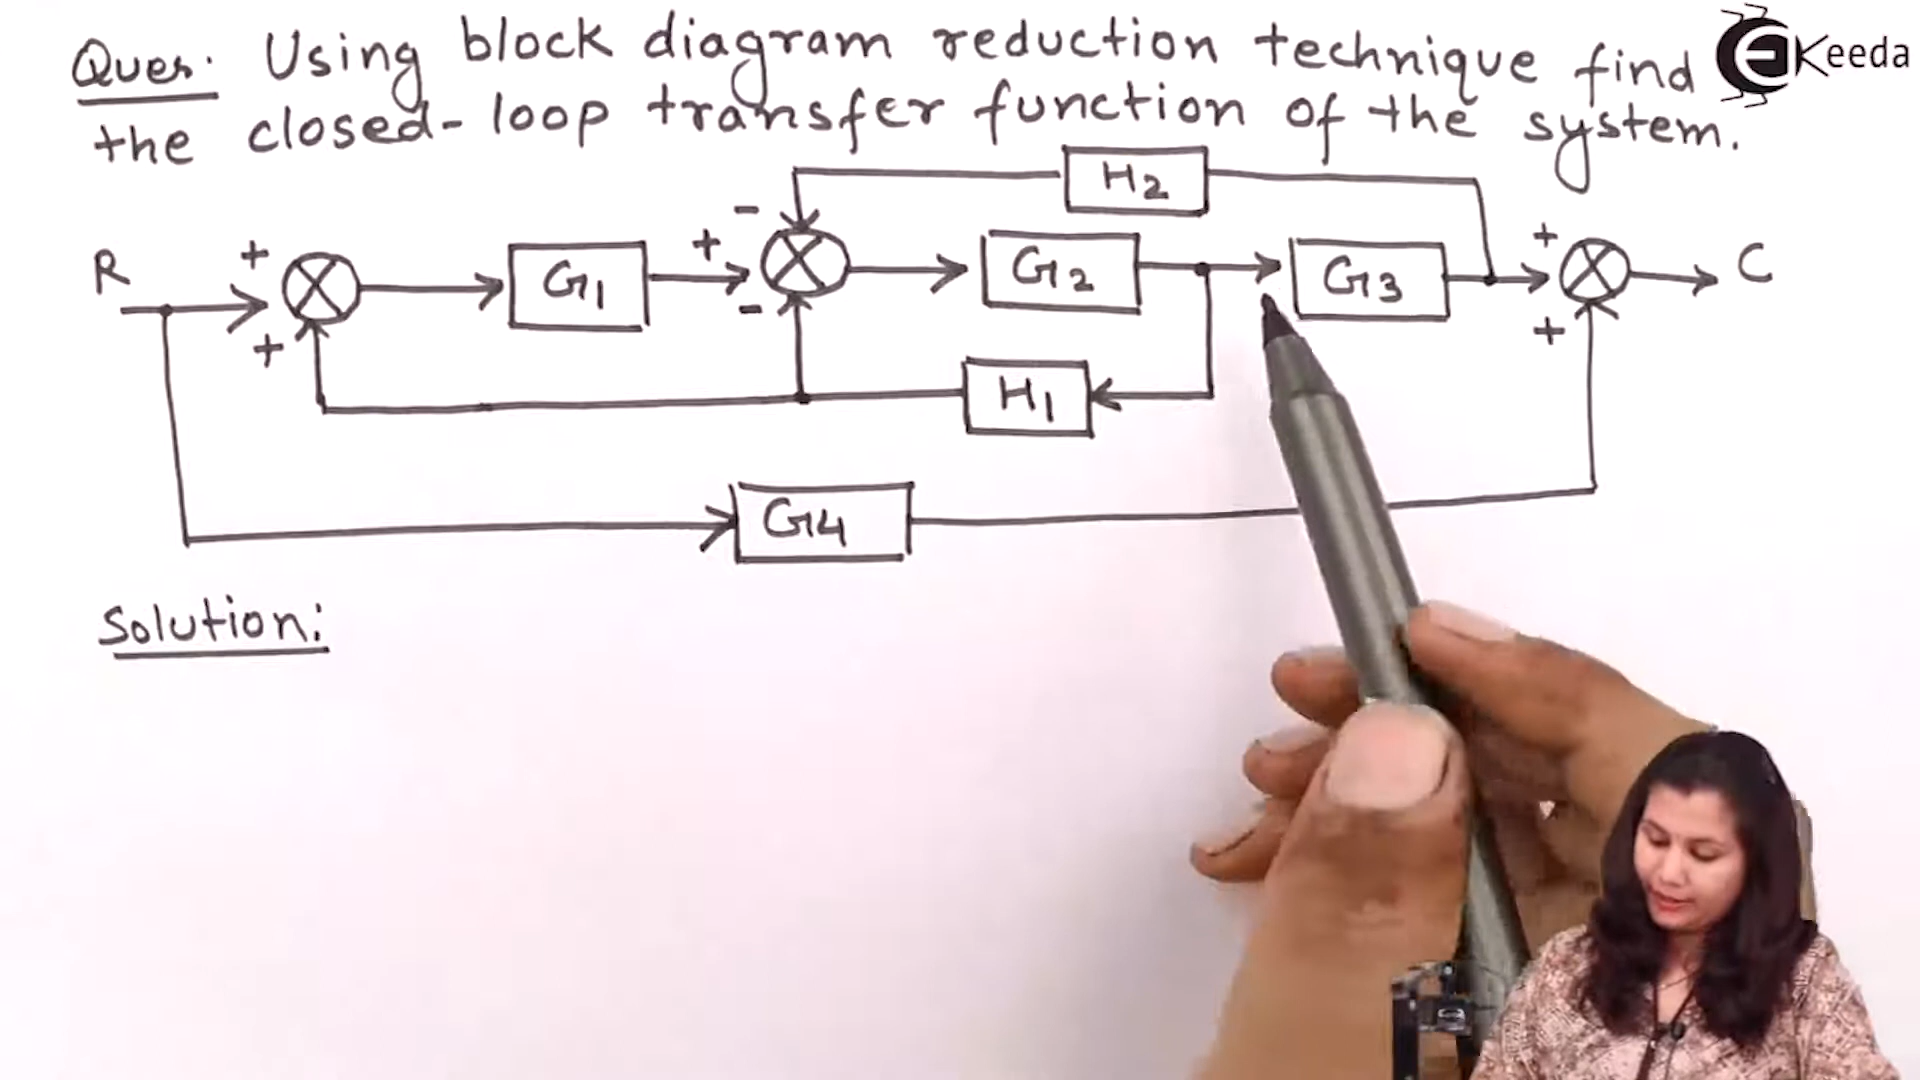 Ques. Using block diagram reduction technique find
the closed-loop transfer function of the system.
EKeeda
H2
-
R
+
+
G1
+
-
G2
G3
+
+
C
H1
G4
Solution: